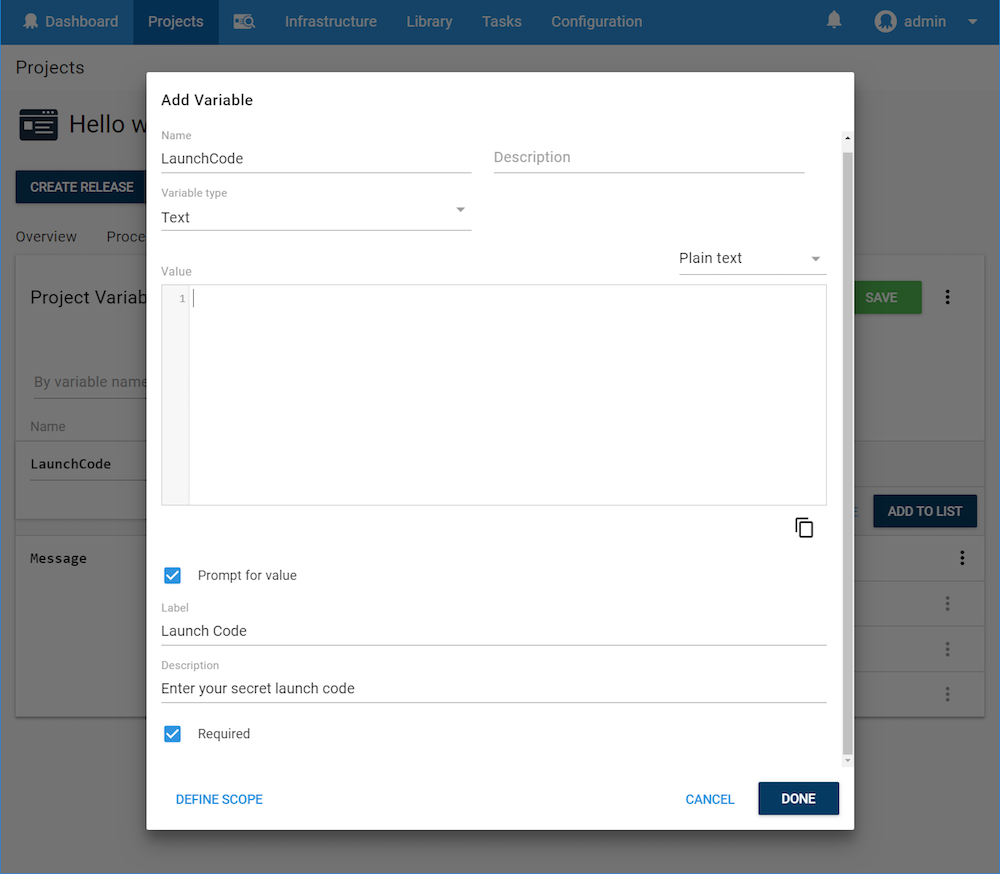 Dashboard Projects Infrastructure Library Tasks Configuration admin
Projects
Hello w
CREATE RELEASE
Overview Proce
Project Variab
SAVE
By variable name
Name
LaunchCode
ADD TO LIST
Message
Add Variable
Name
LaunchCode
Description
Variable type
Text
Plain text
Value
1
Prompt for value
Label
Launch Code
Description
Enter your secret launch code
Required
DEFINE SCOPE CANCEL DONE